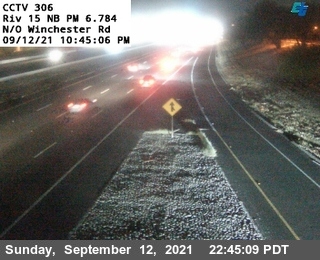 CCTV 306
Riv 15 NB PM 6.784
N/O Winchester Rd
09/12/21 10:45:06 PM
Sunday, September 12, 2021 22:45:09 PDT